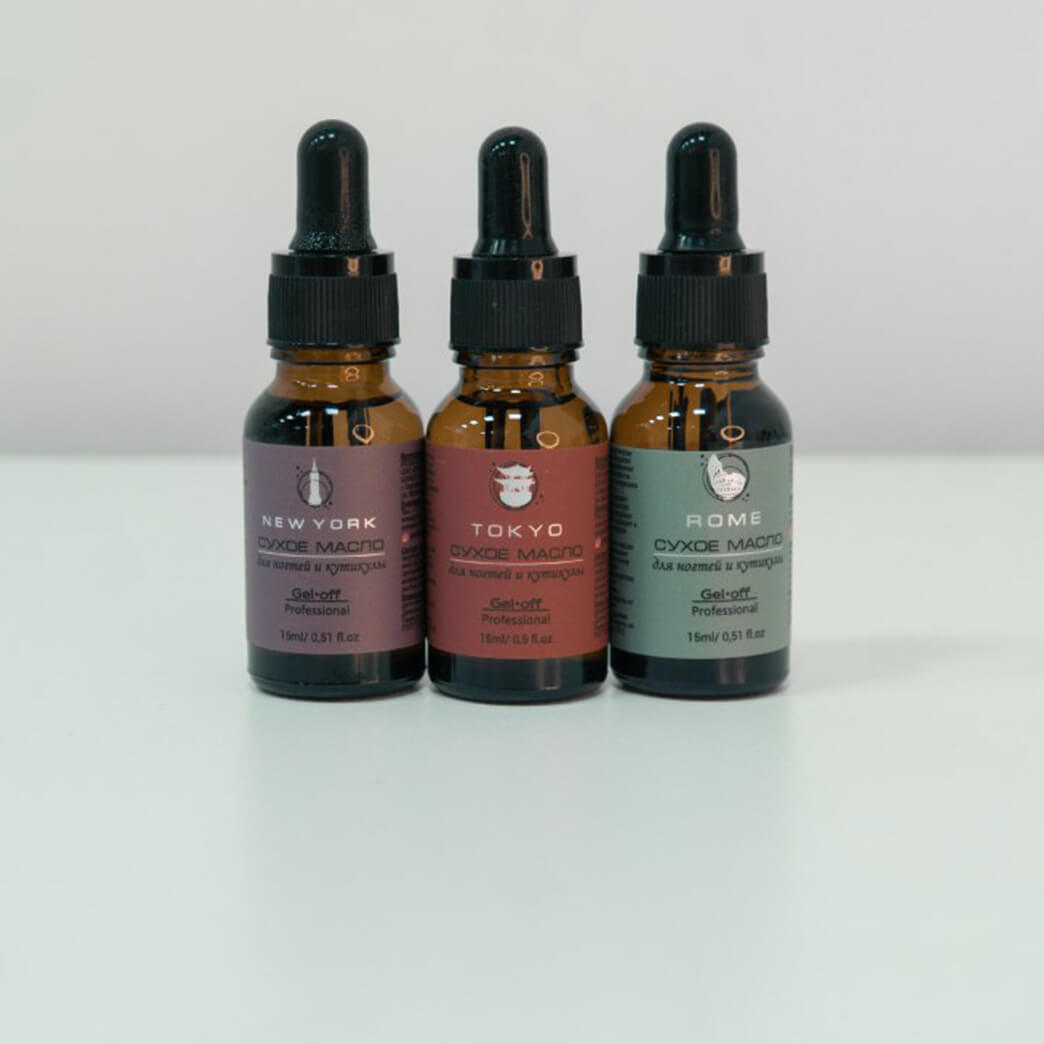 NEW YORK
СУХОЕ МАСЛО
для ногтей и кутикулы
Gel•off
Professional
15ml/ 0,51 fl.oz
TOKYO
СУХОЕ МАСЛО
для ногтей и кутикулы
Gel•off
Professional
15ml/ 0,5 fl.oz
ROME
СУХОЕ МАСЛО
для ногтей и кутикулы
Gel•off
Professional
15ml/ 0,51 fl.oz